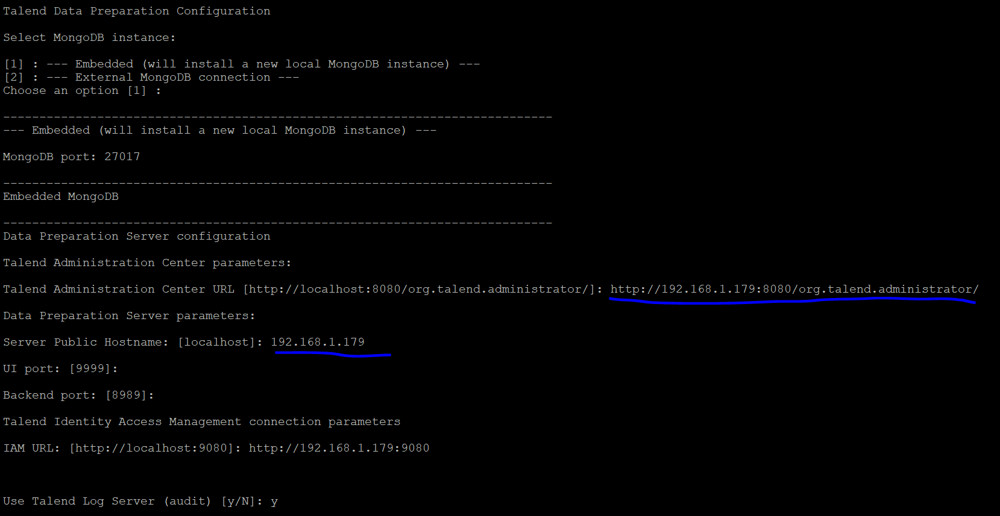 Talend Data Preparation Configuration
Select MongoDB instance:
[1] : --- Embedded (will install a new local MongoDB instance) ---
[2] : --- External MongoDB connection ---
Choose an option [1] :
----------------------------------------------------------------------------
--- Embedded (will install a new local MongoDB instance) ---
MongoDB port: 27017
----------------------------------------------------------------------------
Embedded MongoDB
----------------------------------------------------------------------------
Data Preparation Server configuration
Talend Administration Center parameters:
Talend Administration Center URL [http://localhost:8080/org.talend.administrator/]: http://192.168.1.179:8080/org.talend.administrator/
Data Preparation Server parameters:
Server Public Hostname: [localhost]: 192.168.1.179
UI port: [9999]:
Backend port: [8989]:
Talend Identity Access Management connection parameters
IAM URL: [http://localhost:9080]: http://192.168.1.179:9080
Use Talend Log Server (audit) [y/N]: y